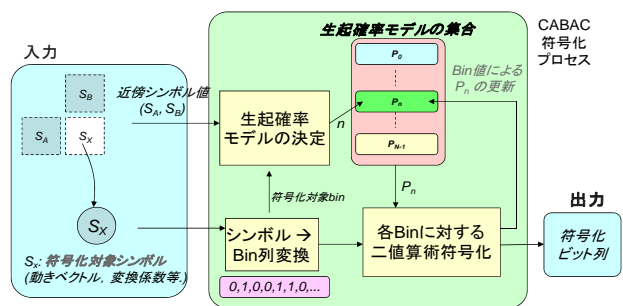 入力
S_B
S_A
S_X
近傍シンボル値
(S_A, S_B)
S_X
S_X: 符号化対象シンボル
(動きベクトル，変換係数等.)
生起確率モデルの集合
P_0
P_n
P_N-1
CABAC
符号化
プロセス
Bin値による
P_n の更新
生起確率
モデルの決定
n
P_n
符号化対象bin
シンボル →
Bin列変換
0,1,0,0,1,1,0,...
各Binに対する
二値算術符号化
出力
符号化
ビット列